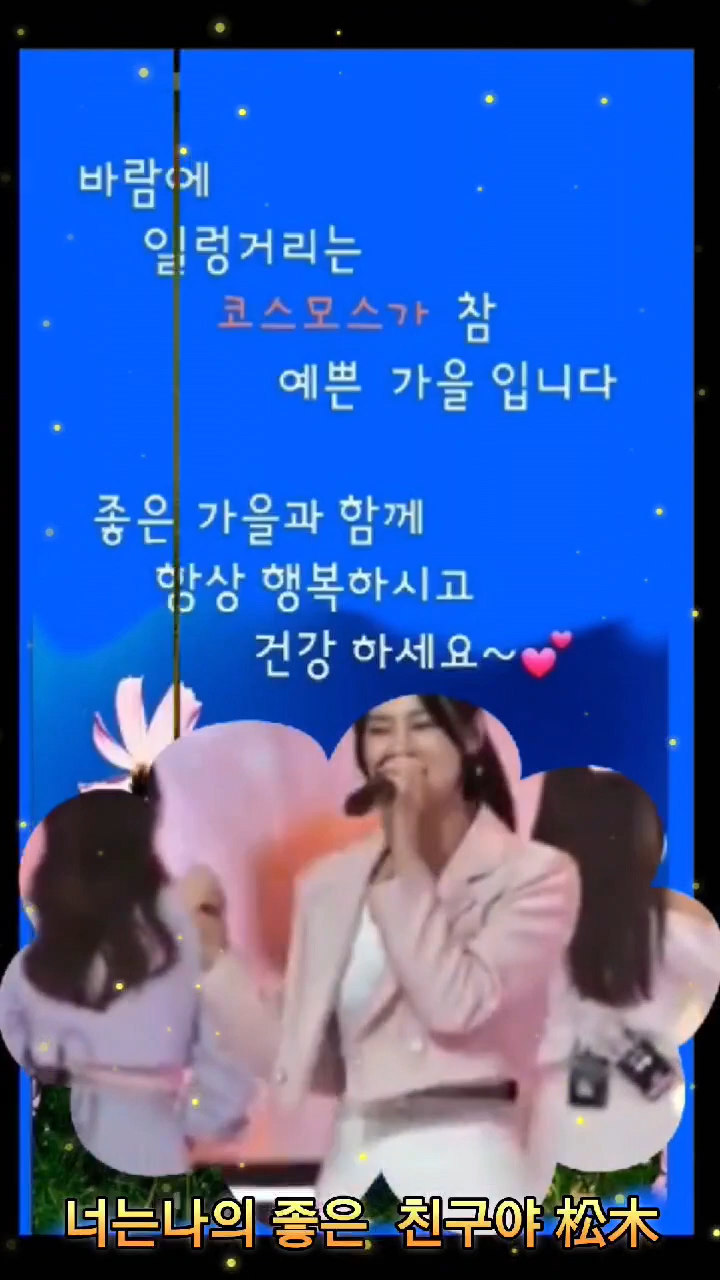 바람에
일렁거리는
코스모스가 참
예쁜 가을 입니다
좋은 가을과 함께
항상 행복하시고
건강 하세요~💕
너는나의 좋은 친구야 松木